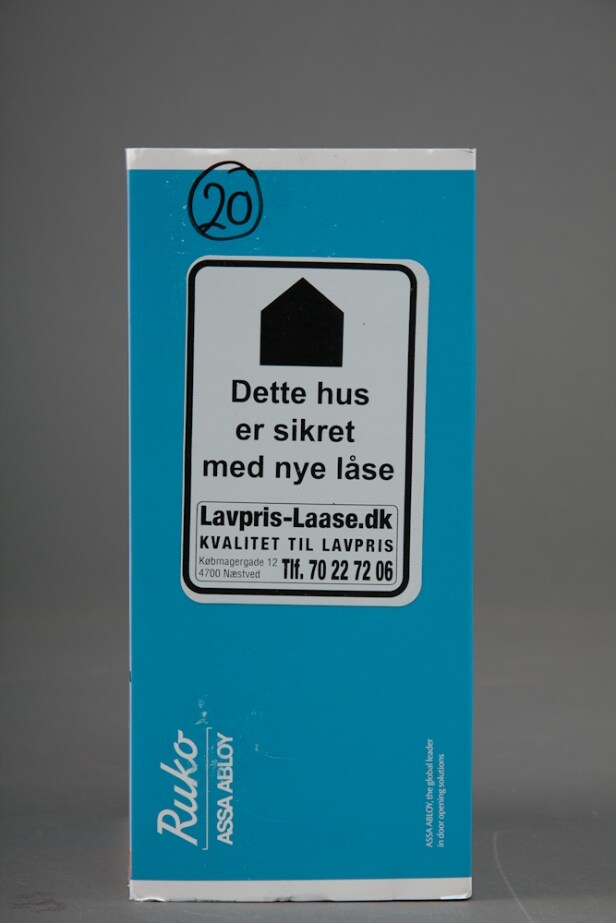 20
Dette hus
er sikret
med nye låse
Lavpris-Laase.dk
KVALITET TIL LAVPRIS
Købmagergade 12
4700 Næstved
Tlf. 70 22 72 06
Ruko
ASSA ABLOY
ASSA ABLOY, the global leader
in door opening solutions